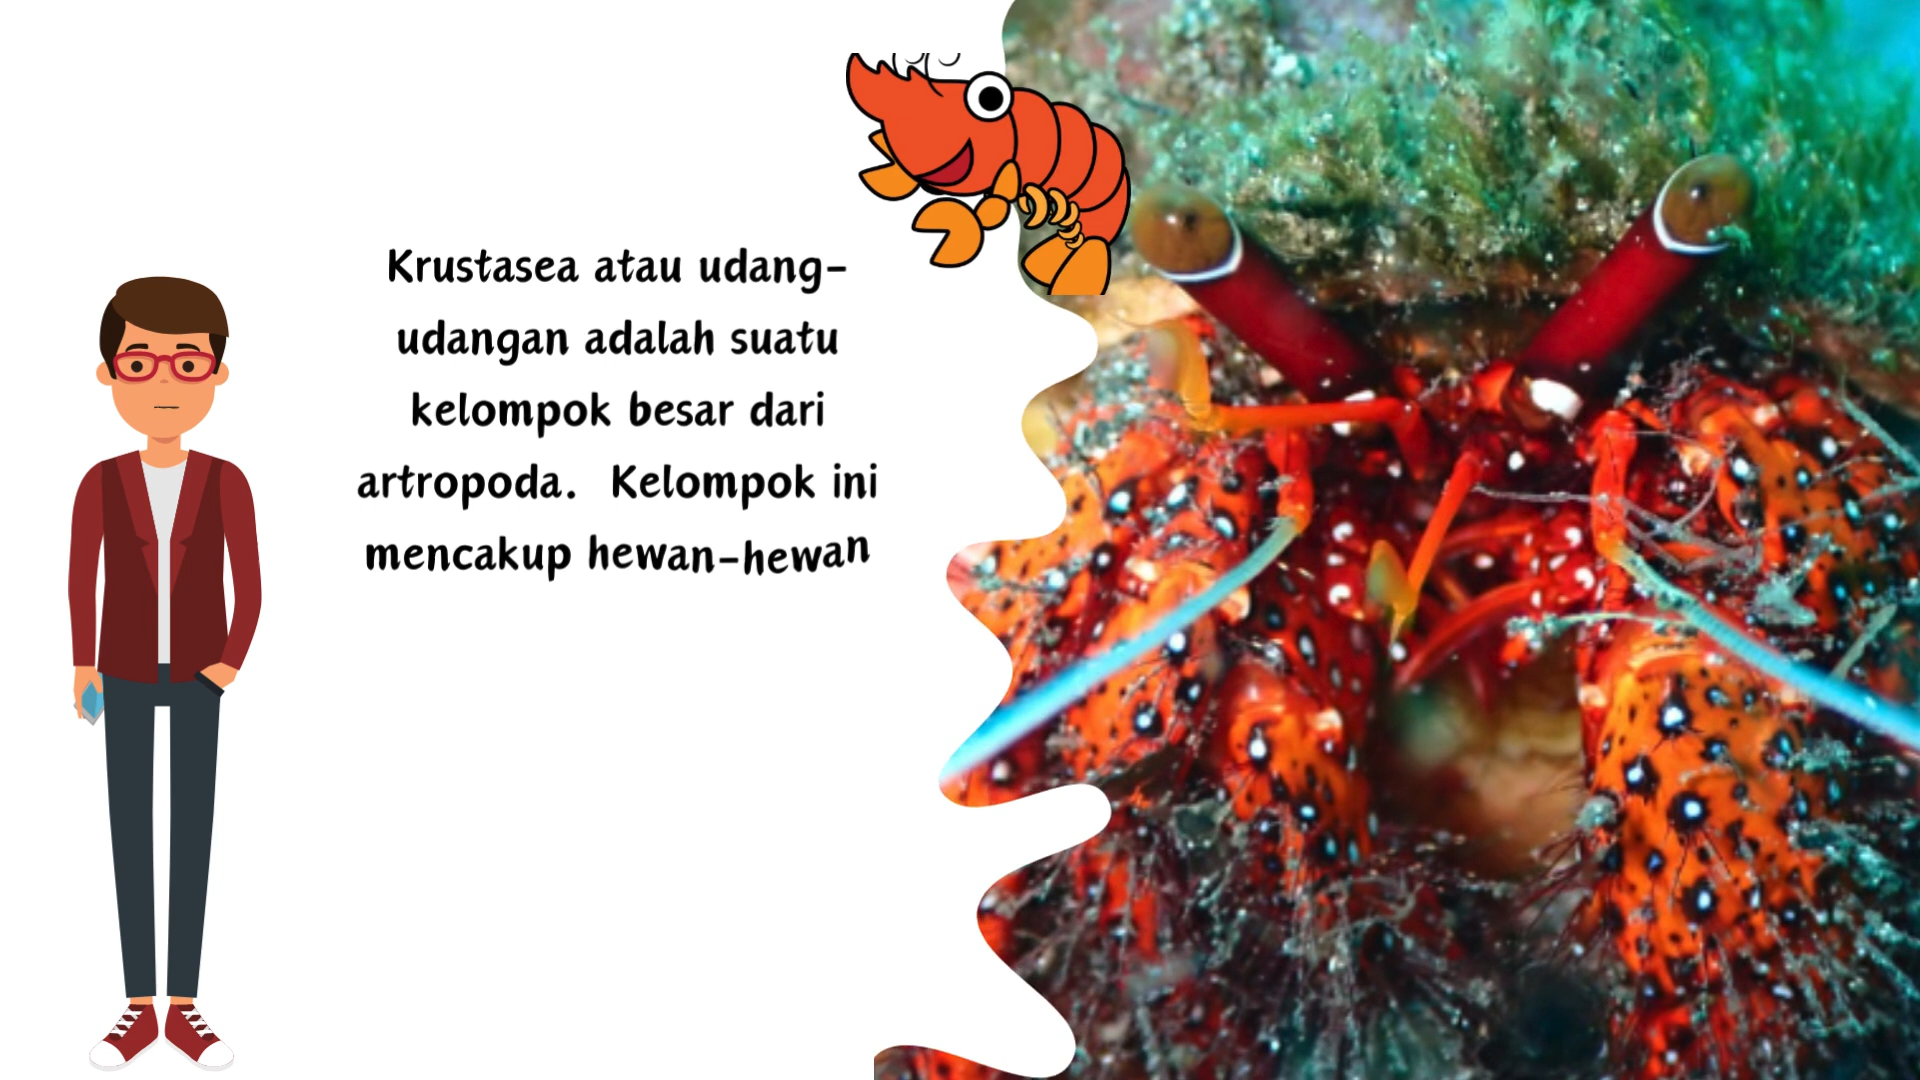 Krustasea atau udang-
udangan adalah suatu
kelompok besar dari
artropoda.  Kelompok ini
mencakup hewan-hewan